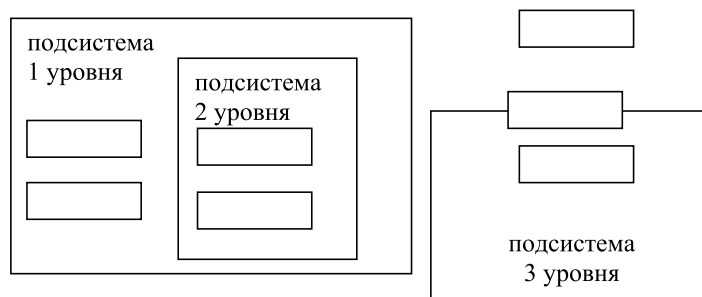 подсистема
1 уровня
подсистема
2 уровня
подсистема
3 уровня